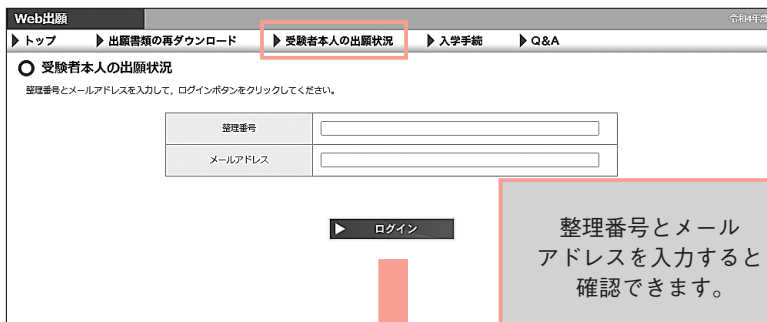 Web出願
令和4年度
トップ 出願書類の再ダウンロード 受験者本人の出願状況 入学手続 Q&A
受験者本人の出願状況
整理番号とメールアドレスを入力して，ログインボタンをクリックしてください。
整理番号
メールアドレス
ログイン
整理番号とメール
アドレスを入力すると
確認できます。